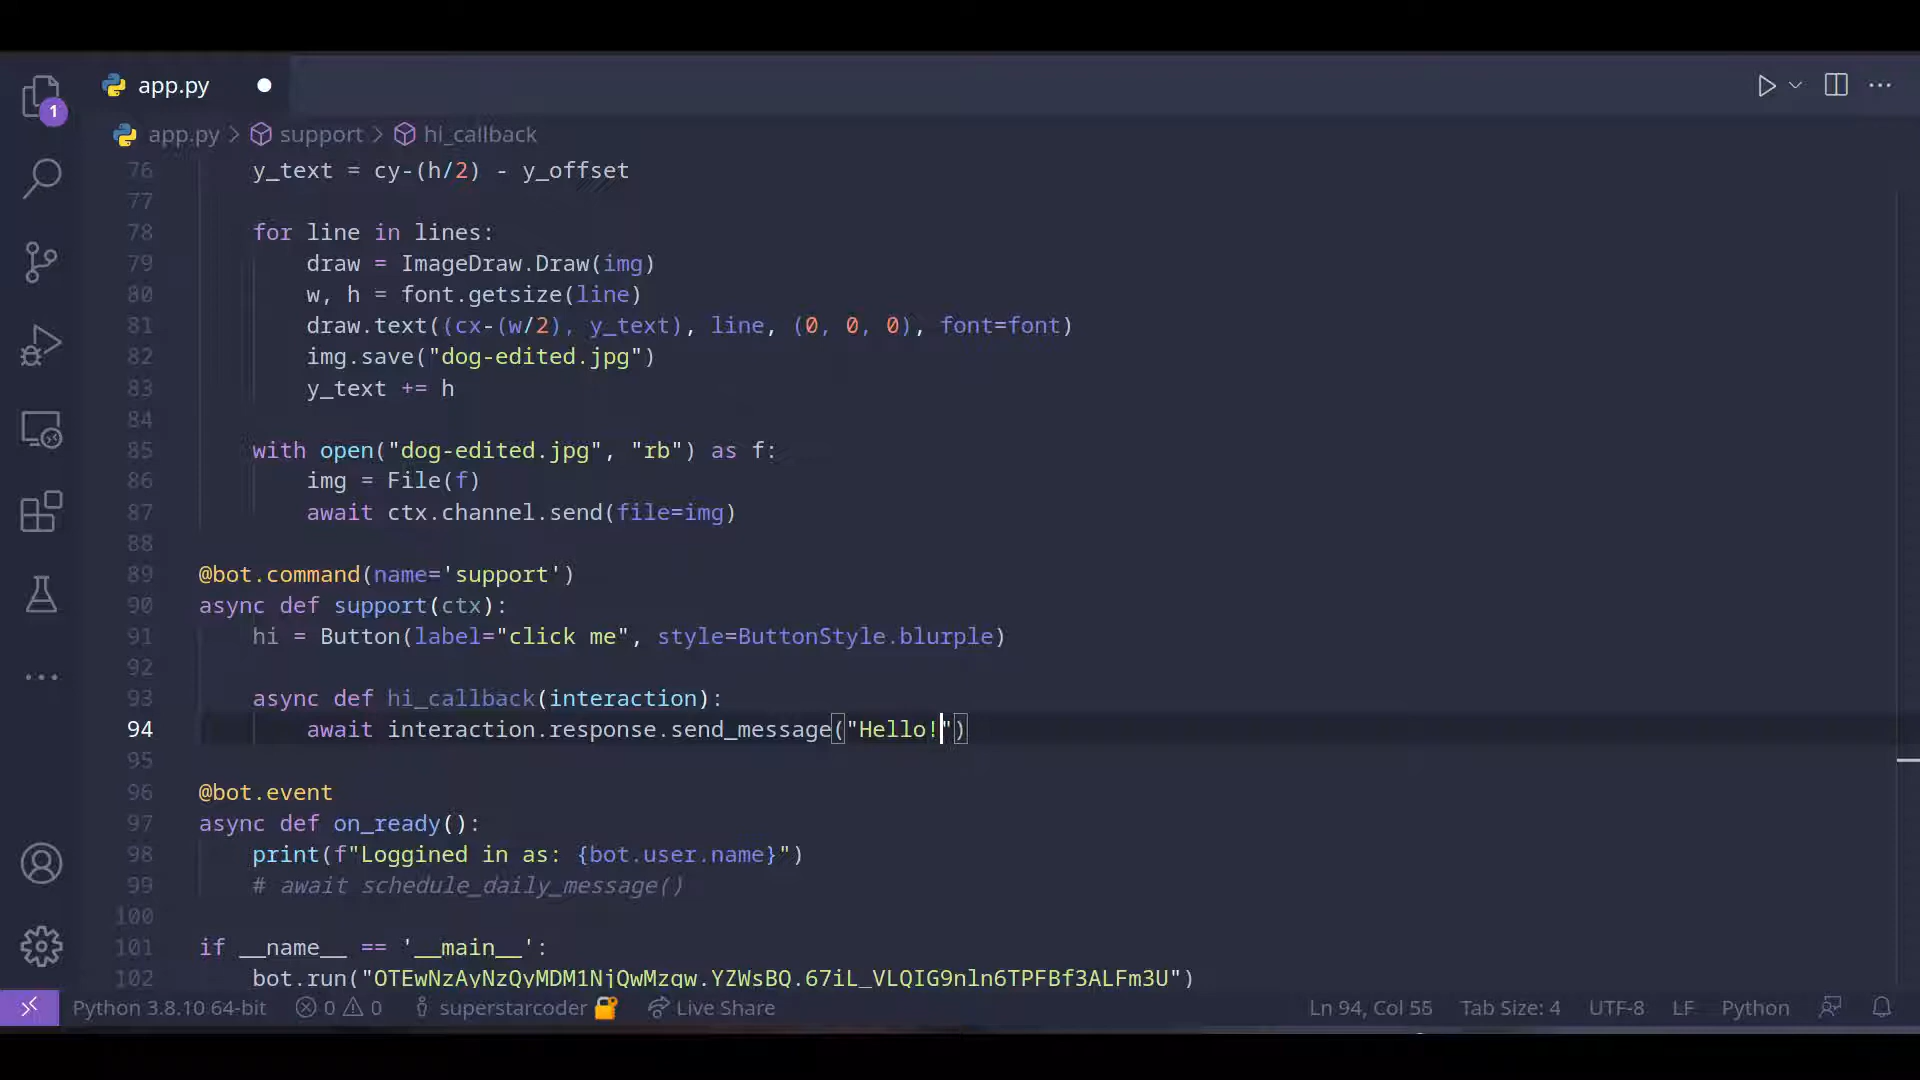 app.py
app.py > support > hi_callback
76 y_text = cy-(h/2) - y_offset
77
78 for line in lines:
79 draw = ImageDraw.Draw(img)
80 w, h = font.getsize(line)
81 draw.text((cx-(w/2), y_text), line, (0, 0, 0), font=font)
82 img.save("dog-edited.jpg")
83 y_text += h
84
85 with open("dog-edited.jpg", "rb") as f:
86 img = File(f)
87 await ctx.channel.send(file=img)
88
89 @bot.command(name='support')
90 async def support(ctx):
91 hi = Button(label="click me", style=ButtonStyle.blurple)
92
93 async def hi_callback(interaction):
94 await interaction.response.send_message("Hello!")
95
96 @bot.event
97 async def on_ready():
98 print(f"Loggined in as: {bot.user.name}")
99 # await schedule_daily_message()
100
101 if __name__ == '__main__':
102 bot.run("OTEwNzAyNzQyMDM1NjQwMzgw.YZWsBQ.67iL_VLQIG9nln6TPFBf3ALFm3U")
1
Python 3.8.10 64-bit 0 0 superstarcoder Live Share Ln 94, Col 55 Tab Size: 4 UTF-8 LF Python